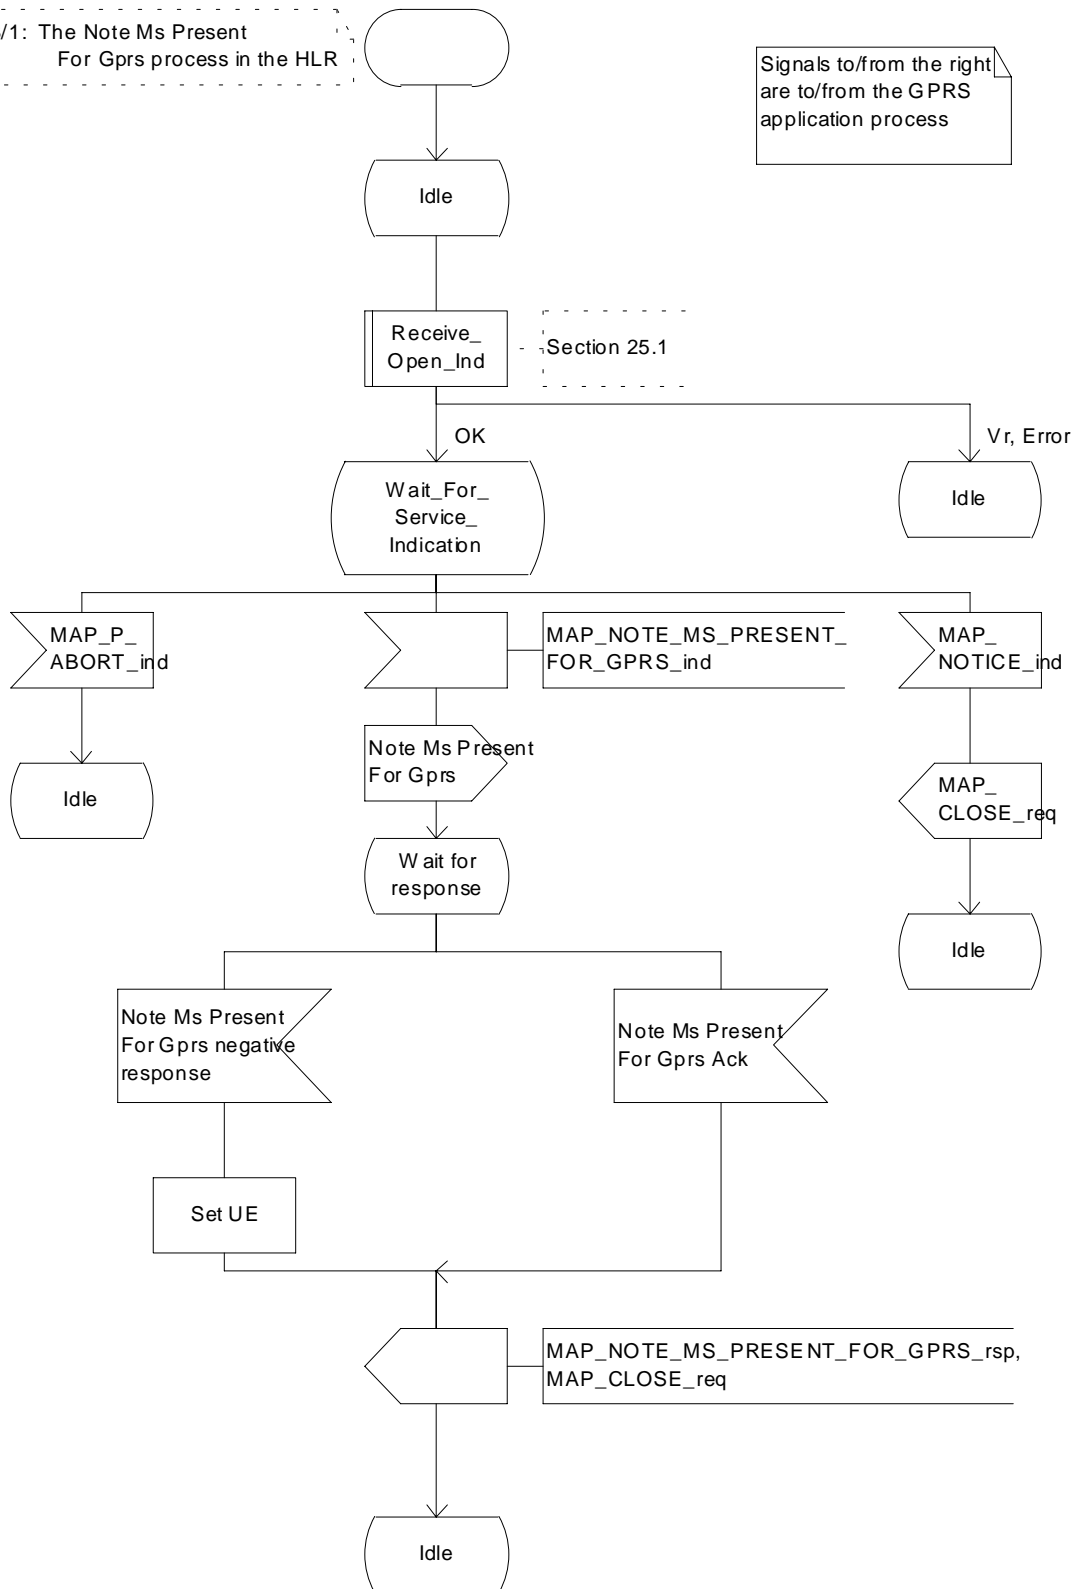 /1: The Note Ms Present
For Gprs process in the HLR
Signals to/from the right
are to/from the GPRS
application process
Idle
Receive_
Open_Ind
Section 25.1
OK
Vr, Error
Wait_For_
Service_
Indication
Idle
MAP_P_
ABORT_ind
MAP_NOTE_MS_PRESENT_
FOR_GPRS_ind
MAP_
NOTICE_ind
Note Ms Present
For Gprs
Idle
MAP_
CLOSE_req
Wait for
response
Idle
Note Ms Present
For Gprs negative
response
Note Ms Present
For Gprs Ack
Set UE
MAP_NOTE_MS_PRESENT_FOR_GPRS_rsp,
MAP_CLOSE_req
Idle